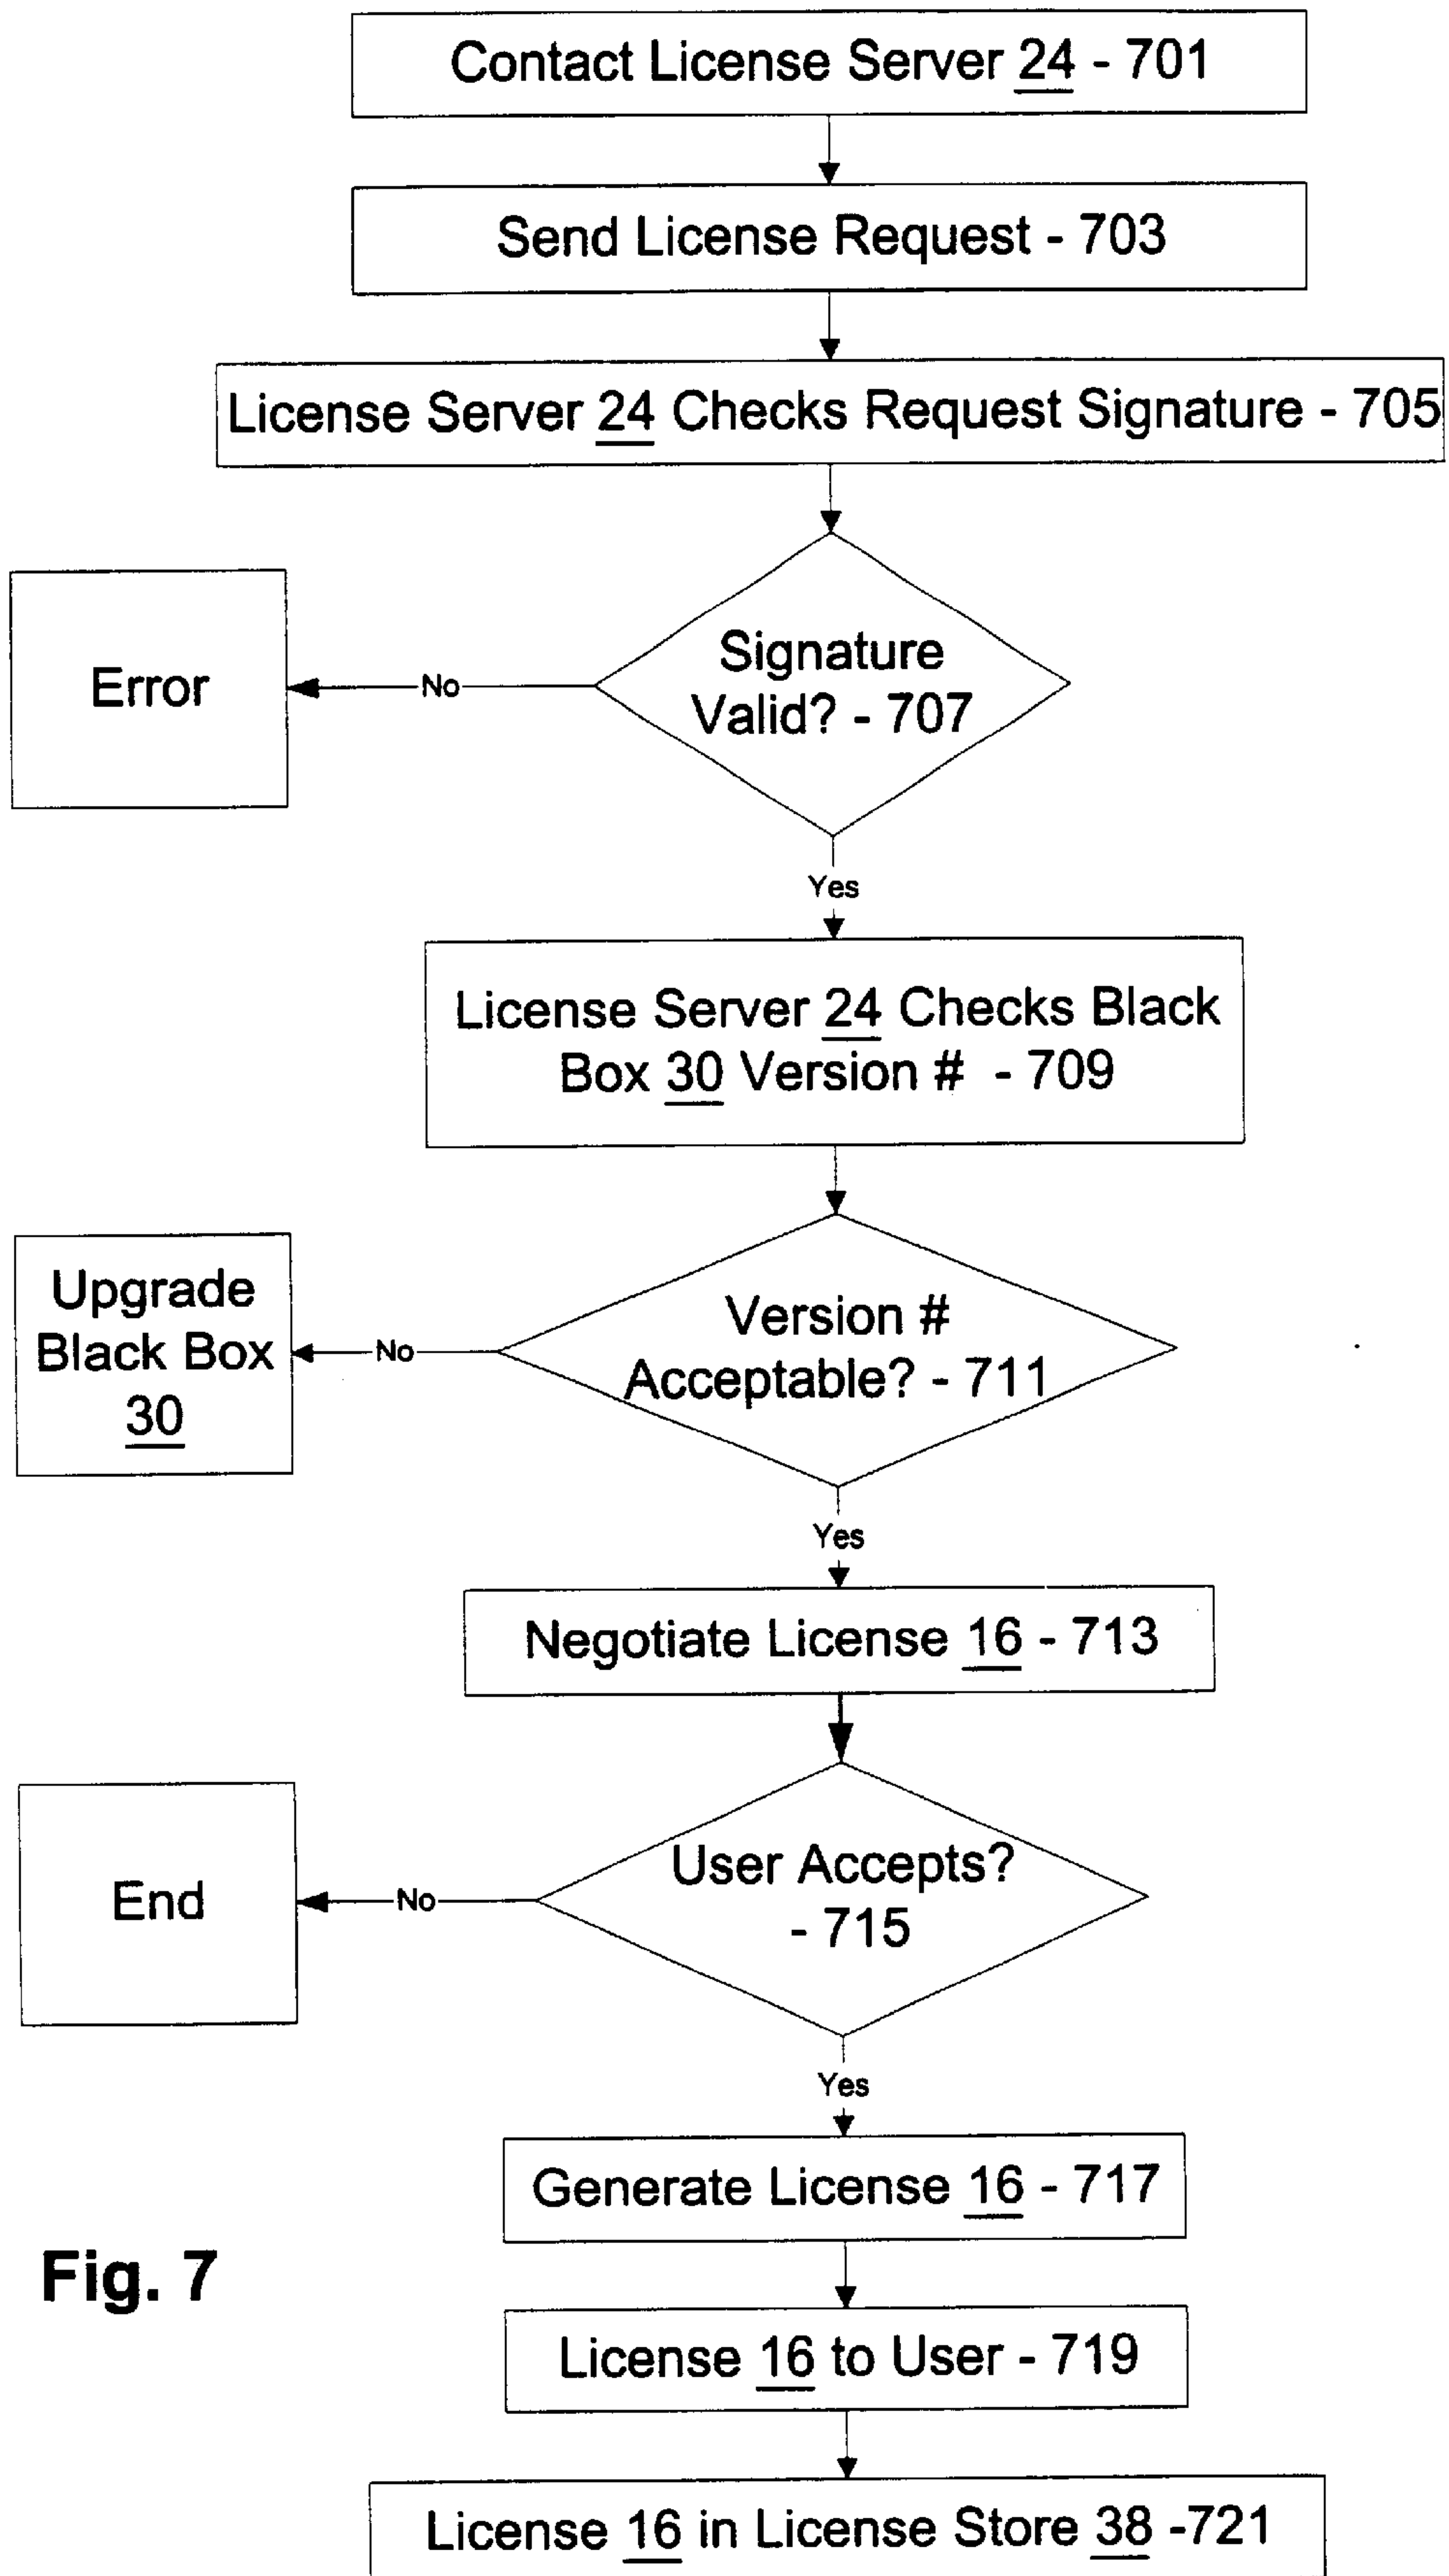 Contact License Server 24 - 701
Send License Request - 703
License Server 24 Checks Request Signature - 705
Signature
Valid? - 707
No
Error
Yes
License Server 24 Checks Black
Box 30 Version # - 709
Version #
Acceptable? - 711
No
Upgrade
Black Box
30
Yes
Negotiate License 16 - 713
User Accepts?
- 715
No
End
Yes
Generate License 16 - 717
Fig. 7
License 16 to User - 719
License 16 in License Store 38 -721